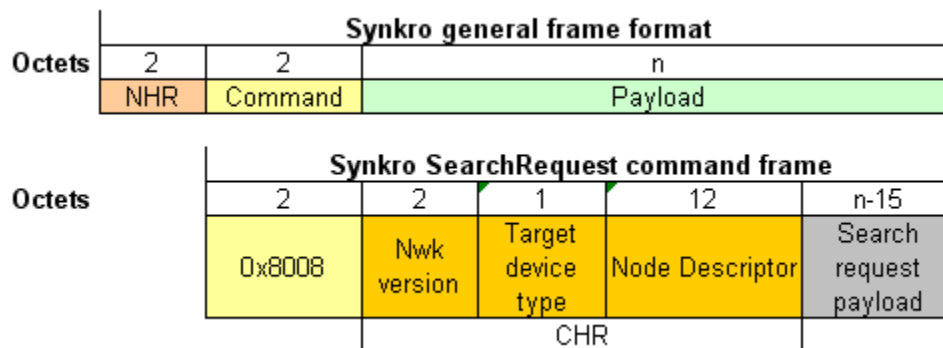 Synkro general frame format
Octets 2 2 n
NHR Command Payload
Synkro SearchRequest command frame
Octets 2 2 1 12 n-15
0x8008 Nwk version Target device type Node Descriptor Search request payload
CHR